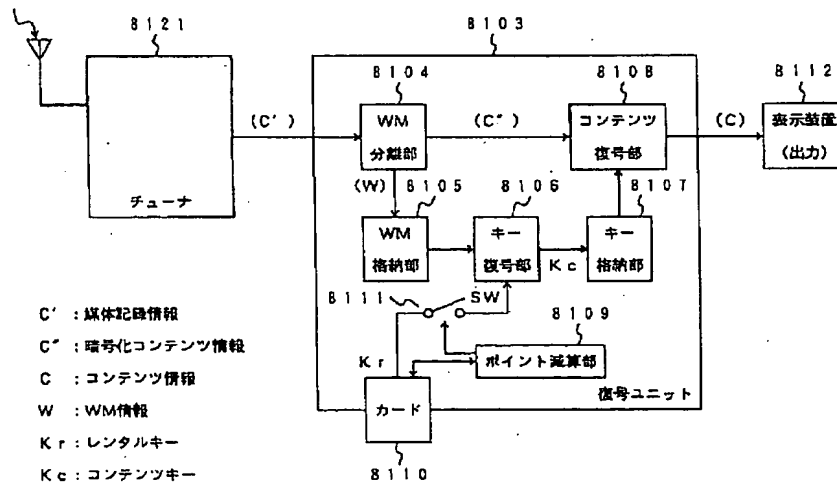 8121
8103
8104
8108
8112
(C')
WM
分離部
(C")
コンテンツ
復号部
(C)
表示装置
(出力)
チューナ
(W)
8105
8106
8107
WM
格納部
キー
復号部
Kc
キー
格納部
8111
SW
8109
Kr
ポイント減算部
カード
復号ユニット
8110
C':媒体記録情報
C":暗号化コンテンツ情報
C:コンテンツ情報
W:WM情報
Kr:レンタルキー
Kc:コンテンツキー